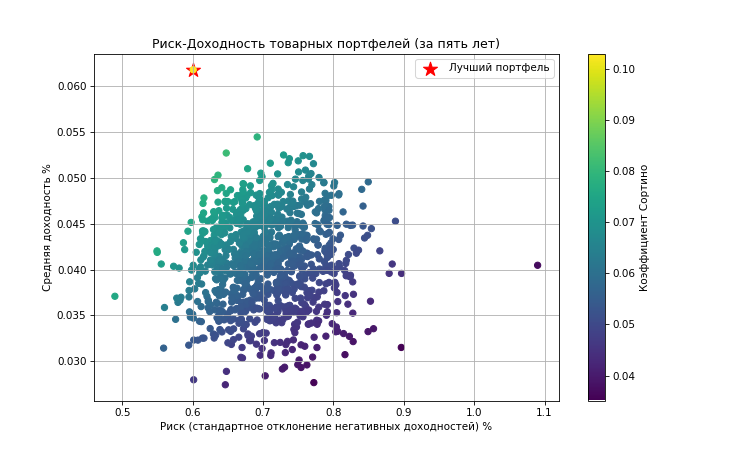 Риск-Доходность товарных портфелей (за пять лет)
Лучший портфель
Средняя доходность %
0.060
0.055
0.050
0.045
0.040
0.035
0.030
0.5 0.6 0.7 0.8 0.9 1.0 1.1
Риск (стандартное отклонение негативных доходностей) %
0.10
0.09
0.08
0.07
0.06
0.05
0.04
Коэффициент Сортино